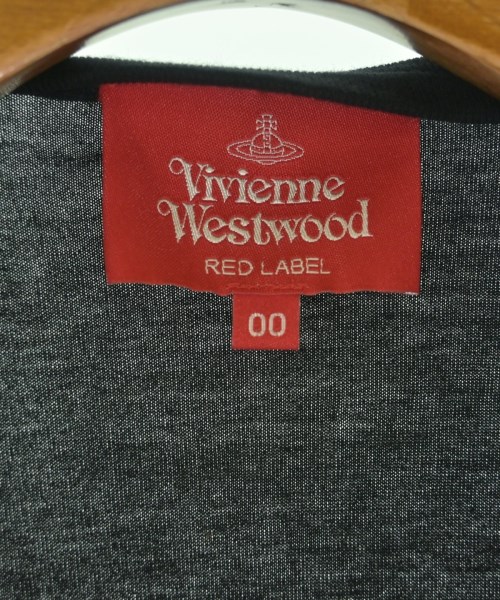 Vivienne
Westwood
RED LABEL
00